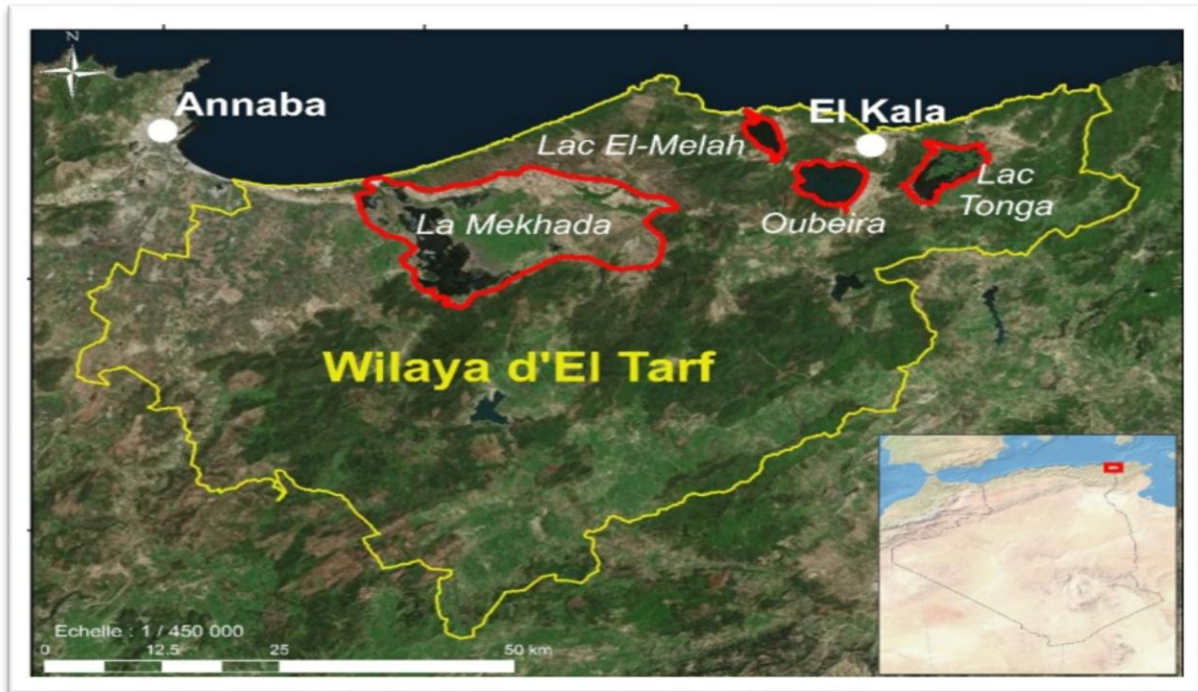 N
Annaba
El Kala
Lac El-Melah
Lac
Tonga
La Mekhada
Oubeira
Wilaya d'El Tarf
Echelle : 1 / 450 000
0 12.5 25 50 km